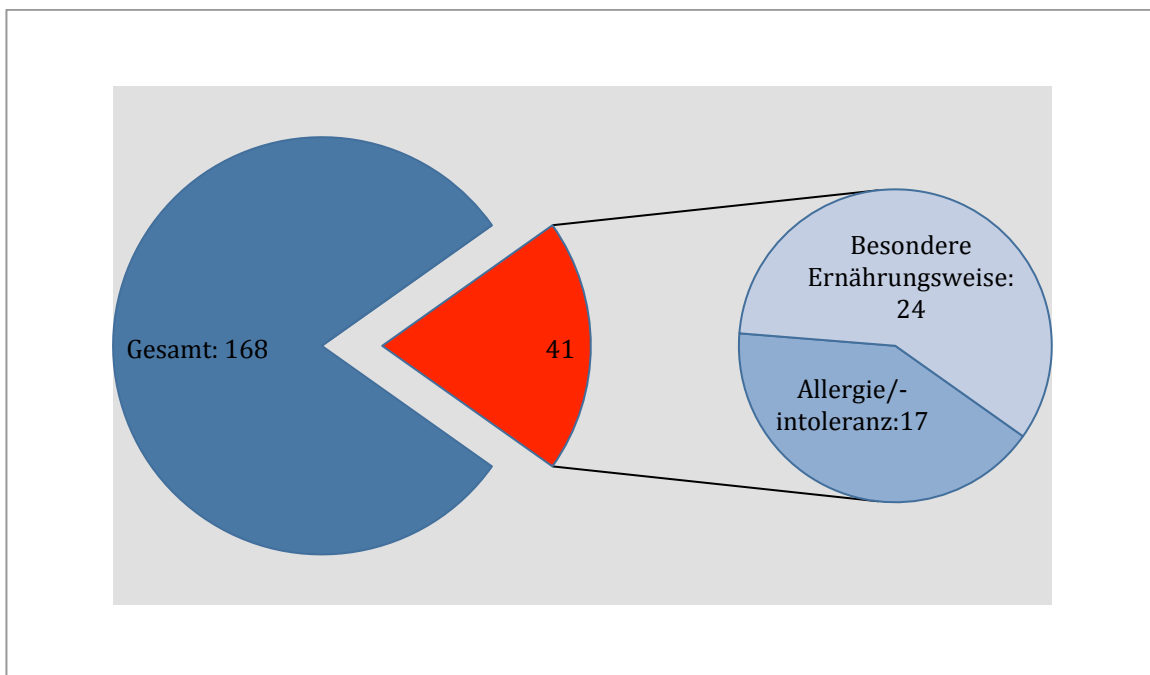 Gesamt: 168
41
Besondere
Ernährungsweise:
24
Allergie/-
intoleranz:17